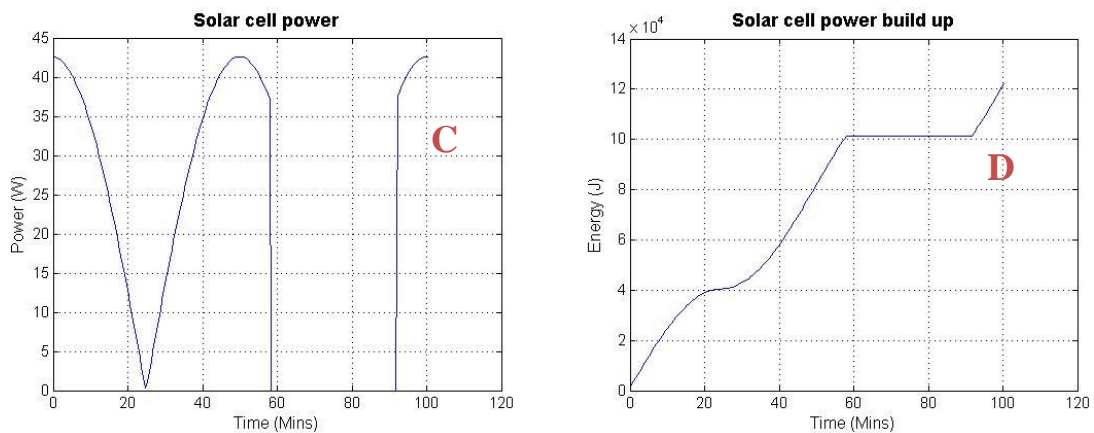 Solar cell power
45
40
35
30
25
20
15
10
5
0
Power (W)
0 20 40 60 80 100 120
Time (Mins)
C
Solar cell power build up
× 10⁴
14
12
10
8
6
4
2
0
Energy (J)
0 20 40 60 80 100 120
Time (Mins)
D